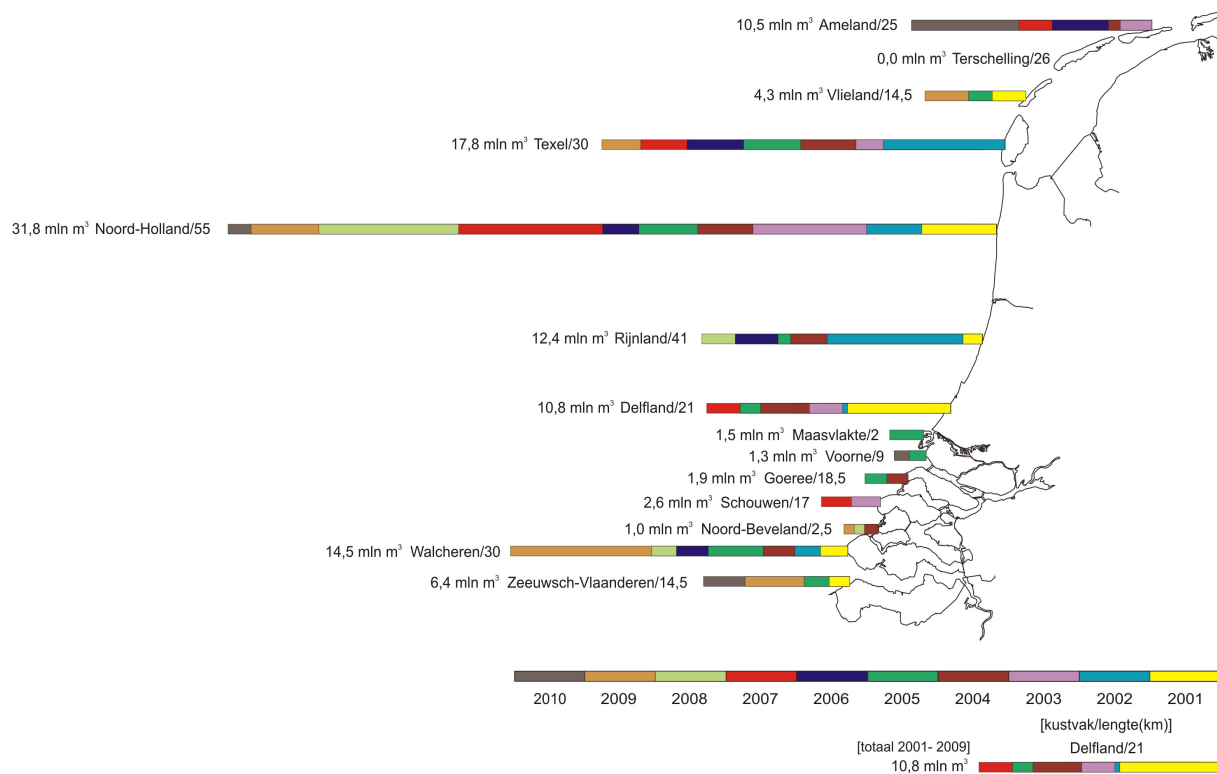 10,5 mln m³ Ameland/25
0,0 mln m³ Terschelling/26
4,3 mln m³ Vlieland/14,5
17,8 mln m³ Texel/30
31,8 mln m³ Noord-Holland/55
12,4 mln m³ Rijnland/41
10,8 mln m³ Delfland/21
1,5 mln m³ Maasvlakte/2
1,3 mln m³ Voorne/9
1,9 mln m³ Goeree/18,5
2,6 mln m³ Schouwen/17
1,0 mln m³ Noord-Beveland/2,5
14,5 mln m³ Walcheren/30
6,4 mln m³ Zeeuwsch-Vlaanderen/14,5
2010 2009 2008 2007 2006 2005 2004 2003 2002 2001
[kustvak/lengte(km)]
[totaal 2001- 2009] Delfland/21
10,8 mln m³